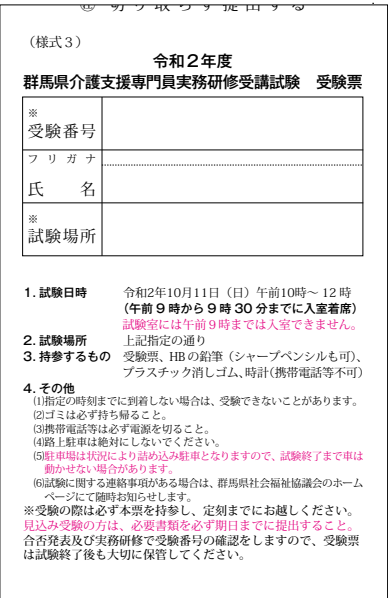 ㊟ 切り取らず提出する
（様式３）
令和２年度
群馬県介護支援専門員実務研修受講試験　受験票
※
受験番号
フリガナ
氏　名
※
試験場所
1. 試験日時　令和2年10月11日（日）午前10時～12時
（午前９時から９時30分までに入室着席）
試験室には午前９時までは入室できません。
2. 試験場所　上記指定の通り
3. 持参するもの　受験票、HBの鉛筆（シャープペンシルも可）、
プラスチック消しゴム、時計（携帯電話等不可）
4. その他
(1)指定の時刻までに到着しない場合は、受験できないことがあります。
(2)ゴミは必ず持ち帰ること。
(3)携帯電話等は必ず電源を切ること。
(4)路上駐車は絶対にしないでください。
(5)駐車場は状況により詰め込み駐車となりますので、試験終了まで車は
動かせない場合があります。
(6)試験に関する連絡事項がある場合は、群馬県社会福祉協議会のホーム
ページにて随時お知らせします。
※受験の際は必ず本票を持参し、定刻までにお越しください。
見込み受験の方は、必要書類を必ず期日までに提出すること。
合否発表及び実務研修で受験番号の確認をしますので、受験票
は試験終了後も大切に保管してください。